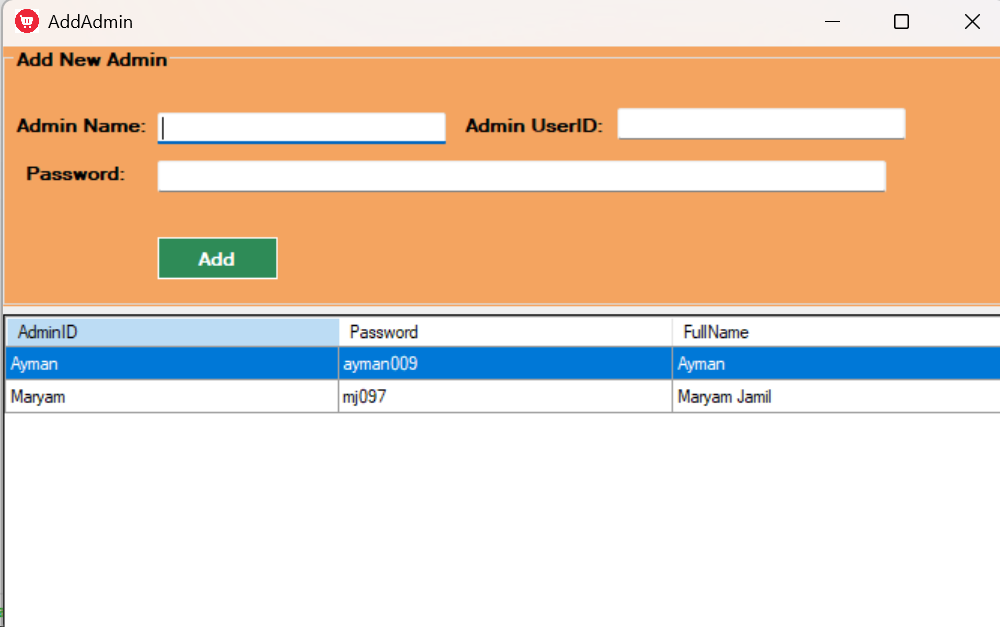 AddAdmin
Add New Admin
Admin Name: Admin UserID:
Password:
Add
AdminID Password FullName
Ayman ayman009 Ayman
Maryam mj097 Maryam Jamil